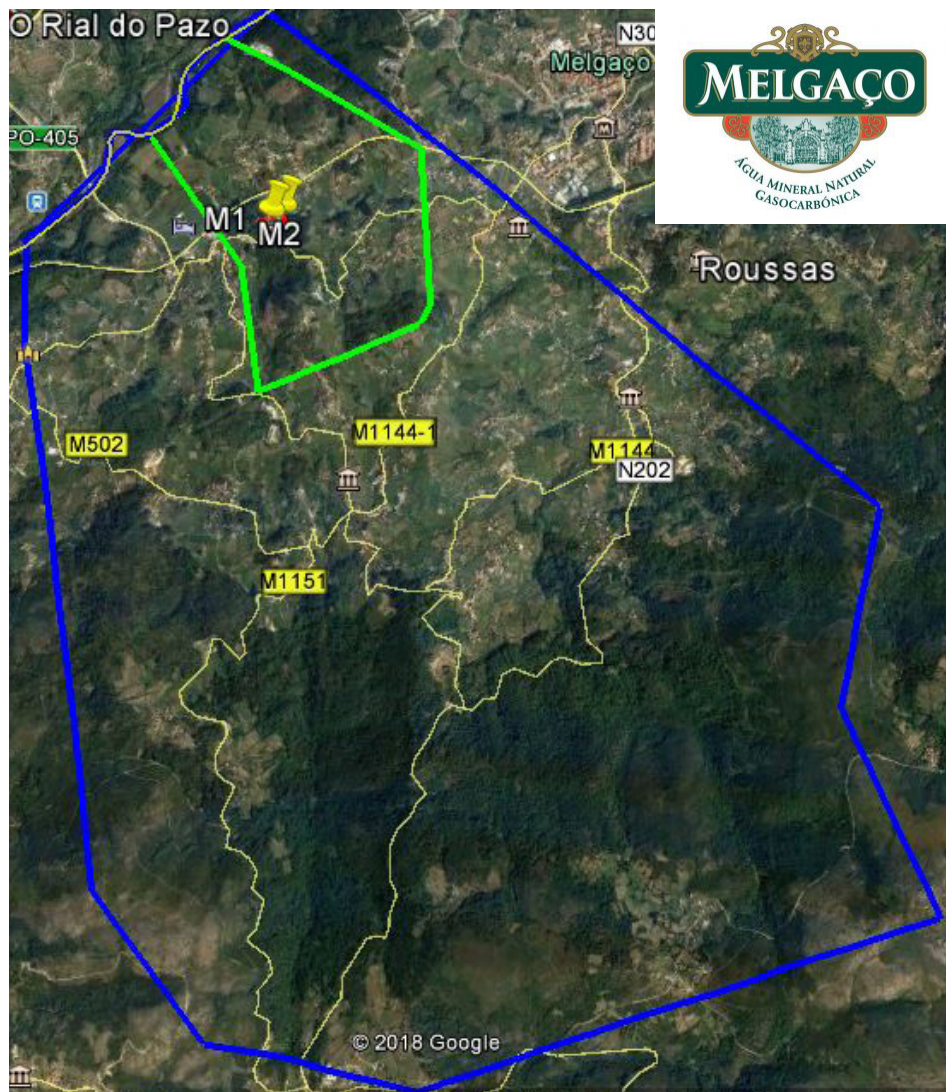 O Rial do Pazo
N30
Melgaço
MELGAÇO
ÁGUA MINERAL NATURAL
GASOCARBÓNICA
PO-405
M
M1
M2
Roussas
M502
M1144-1
M1144
N202
M1151
© 2018 Google